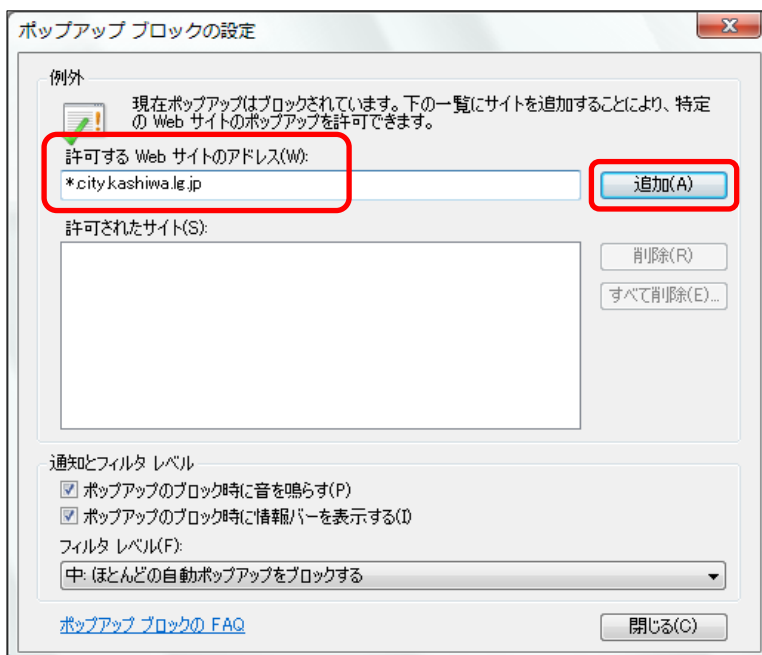 ポップアップ ブロックの設定
例外
現在ポップアップはブロックされています。下の一覧にサイトを追加することにより、特定
の Web サイトのポップアップを許可できます。
許可する Web サイトのアドレス(W):
*.city.kashiwa.lg.jp
追加(A)
許可されたサイト(S):
削除(R)
すべて削除(E)...
通知とフィルタ レベル
ポップアップのブロック時に音を鳴らす(P)
ポップアップのブロック時に情報バーを表示する(I)
フィルタ レベル(F):
中: ほとんどの自動ポップアップをブロックする
ポップアップ ブロックの FAQ
閉じる(C)